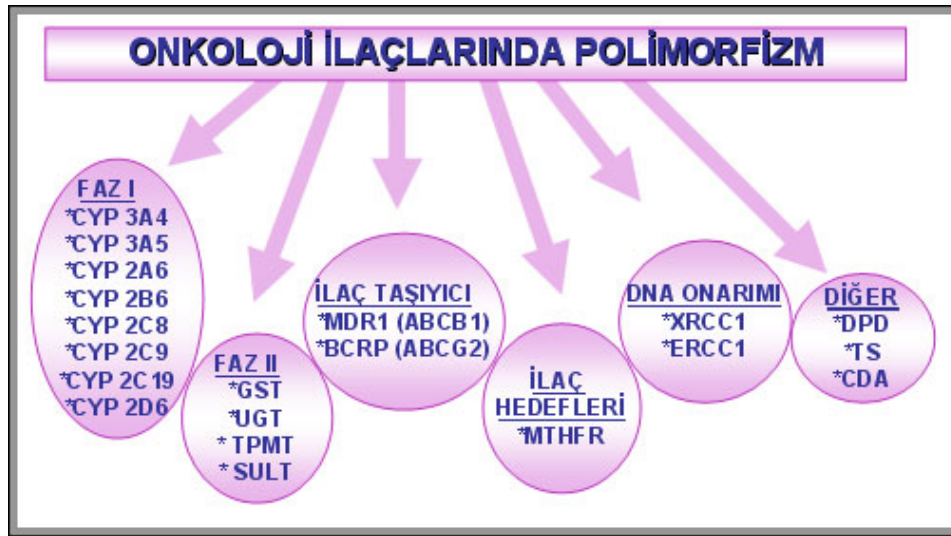 ONKOLOJİ İLAÇLARINDA POLİMORFİZM
FAZ I
*CYP 3A4
*CYP 3A5
*CYP 2A6
*CYP 2B6
*CYP 2C8
*CYP 2C9
*CYP 2C19
*CYP 2D6
FAZ II
*GST
*UGT
* TPMT
* SULT
İLAÇ TAŞIYICI
*MDR1 (ABCB1)
*BCRP (ABCG2)
İLAÇ
HEDEFLERİ
*MTHFR
DNA ONARIMI
*XRCC1
*ERCC1
DİĞER
*DPD
*TS
*CDA